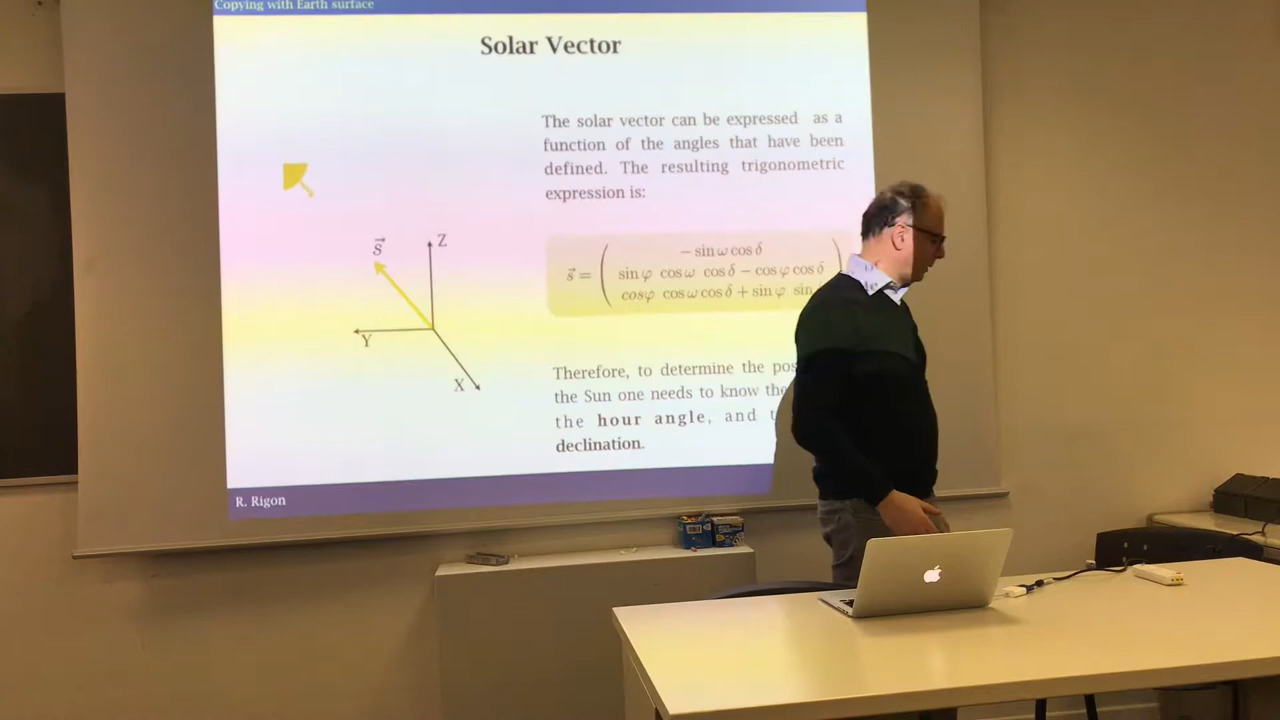 Copying with Earth surface
Solar Vector
The solar vector can be expressed as a
function of the angles that have been
defined. The resulting trigonometric
expression is:
− sin ω cos δ
s⃗ = ( sin φ cos ω cos δ − cos φ cos δ )
cos φ cos ω cos δ + sin φ sin
s⃗
Z
Y
X
Therefore, to determine the
the Sun one needs to know
the hour angle, and
declination.
R. Rigon